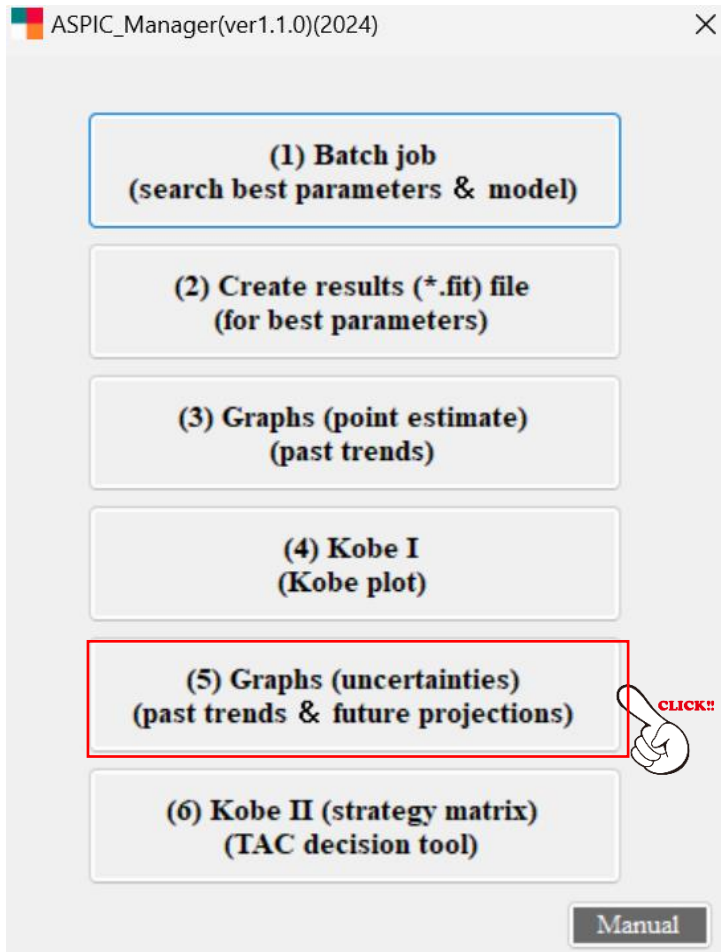 ASPIC_Manager(ver1.1.0)(2024)
(1) Batch job
(search best parameters & model)
(2) Create results (*.fit) file
(for best parameters)
(3) Graphs (point estimate)
(past trends)
(4) Kobe I
(Kobe plot)
(5) Graphs (uncertainties)
(past trends & future projections)
CLICK!!
(6) Kobe II (strategy matrix)
(TAC decision tool)
Manual